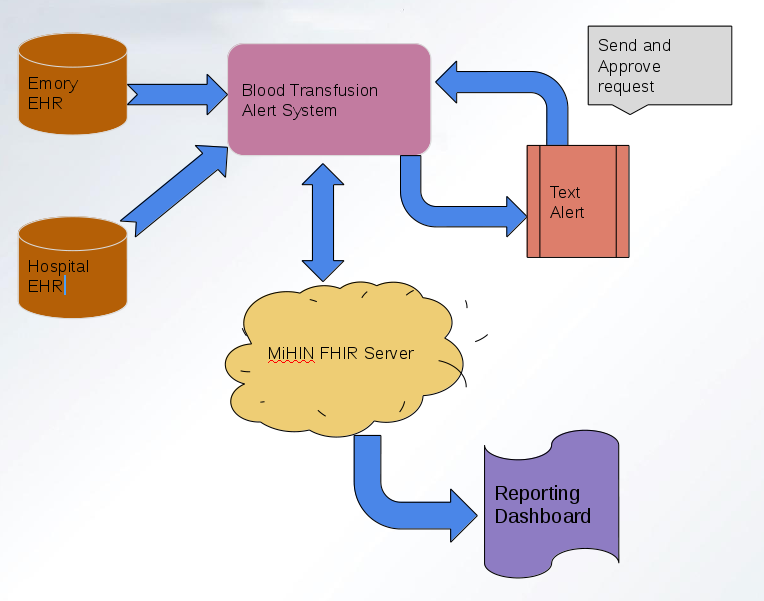 Emory
EHR
Blood Transfusion
Alert System
Send and
Approve
request
Text
Alert
Hospital
EHR
MiHIN FHIR Server
Reporting
Dashboard